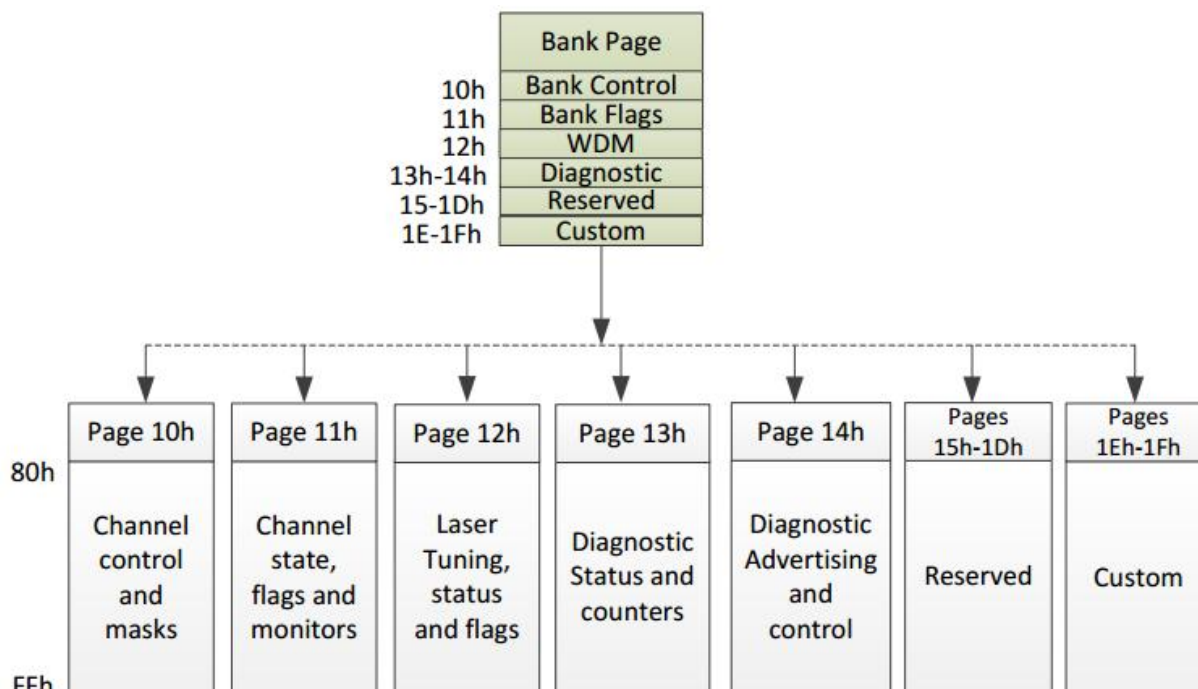 Bank Page
10h Bank Control
11h Bank Flags
12h WDM
13h-14h Diagnostic
15-1Dh Reserved
1E-1Fh Custom
Page 10h
Page 11h
Page 12h
Page 13h
Page 14h
Pages
15h-1Dh
Pages
1Eh-1Fh
80h
Channel
control
and
masks
Channel
state,
flags and
monitors
Laser
Tuning,
status
and flags
Diagnostic
Status and
counters
Diagnostic
Advertising
and
control
Reserved
Custom
FFh